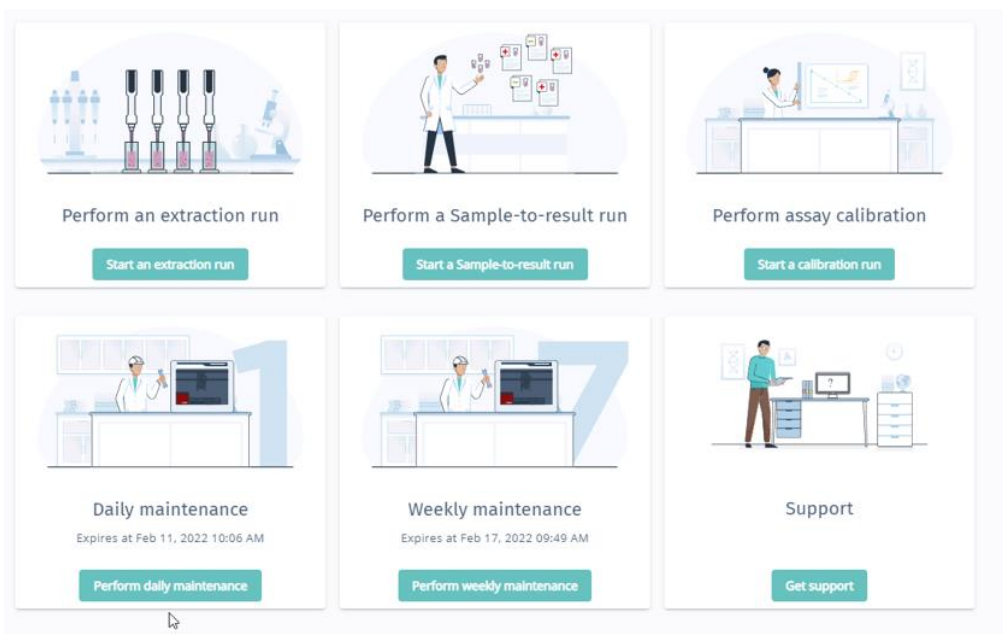 Perform an extraction run
Start an extraction run
Perform a Sample-to-result run
Start a Sample-to-result run
Perform assay calibration
Start a calibration run
1
Daily maintenance
Expires at Feb 11, 2022 10:06 AM
Perform daily maintenance
7
Weekly maintenance
Expires at Feb 17, 2022 09:49 AM
Perform weekly maintenance
?
Support
Get support